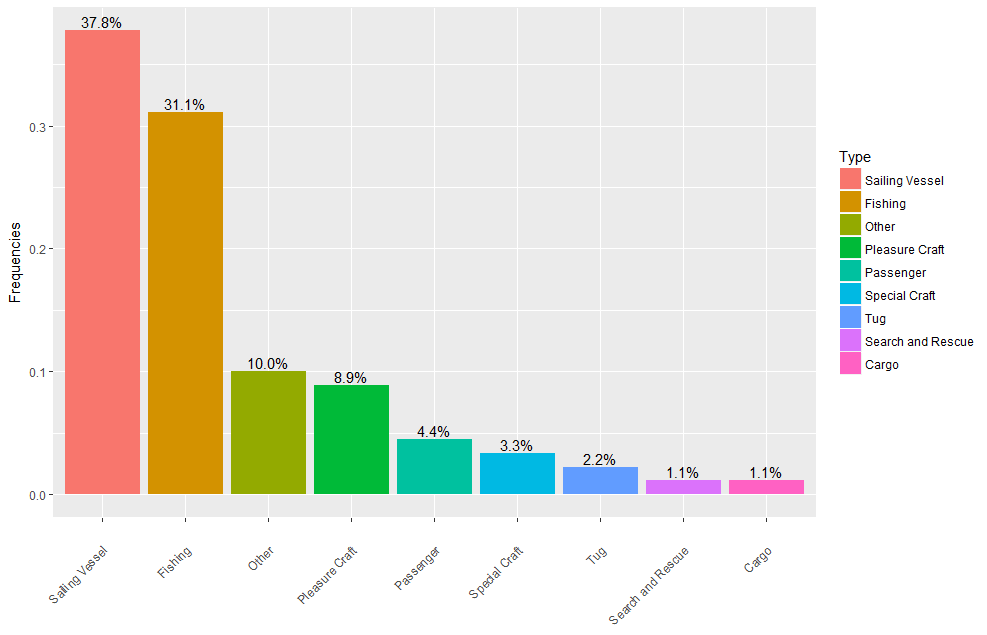 37.8%
31.1%
10.0%
8.9%
4.4%
3.3%
2.2%
1.1%
1.1%
0.3
0.2
0.1
0.0
Frequencies
Sailing Vessel
Fishing
Other
Pleasure Craft
Passenger
Special Craft
Tug
Search and Rescue
Cargo
Type
Sailing Vessel
Fishing
Other
Pleasure Craft
Passenger
Special Craft
Tug
Search and Rescue
Cargo